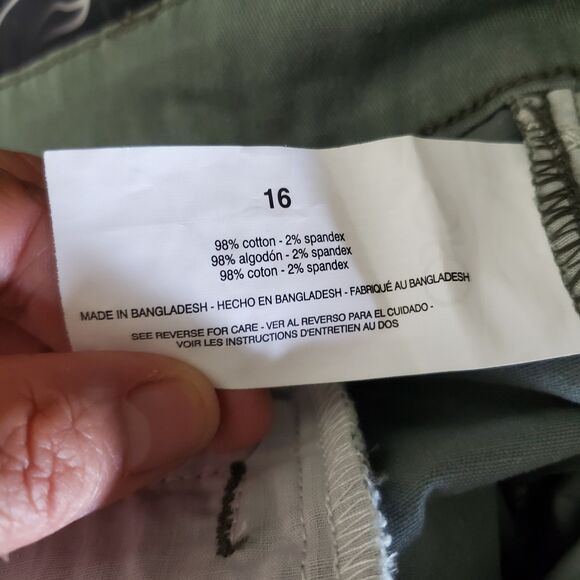 16
98% cotton - 2% spandex
98% algodón - 2% spandex
98% coton - 2% spandex
MADE IN BANGLADESH - HECHO EN BANGLADESH - FABRIQUÉ AU BANGLADESH
SEE REVERSE FOR CARE - VER AL REVERSO PARA EL CUIDADO -
VOIR LES INSTRUCTIONS D'ENTRETIEN AU DOS